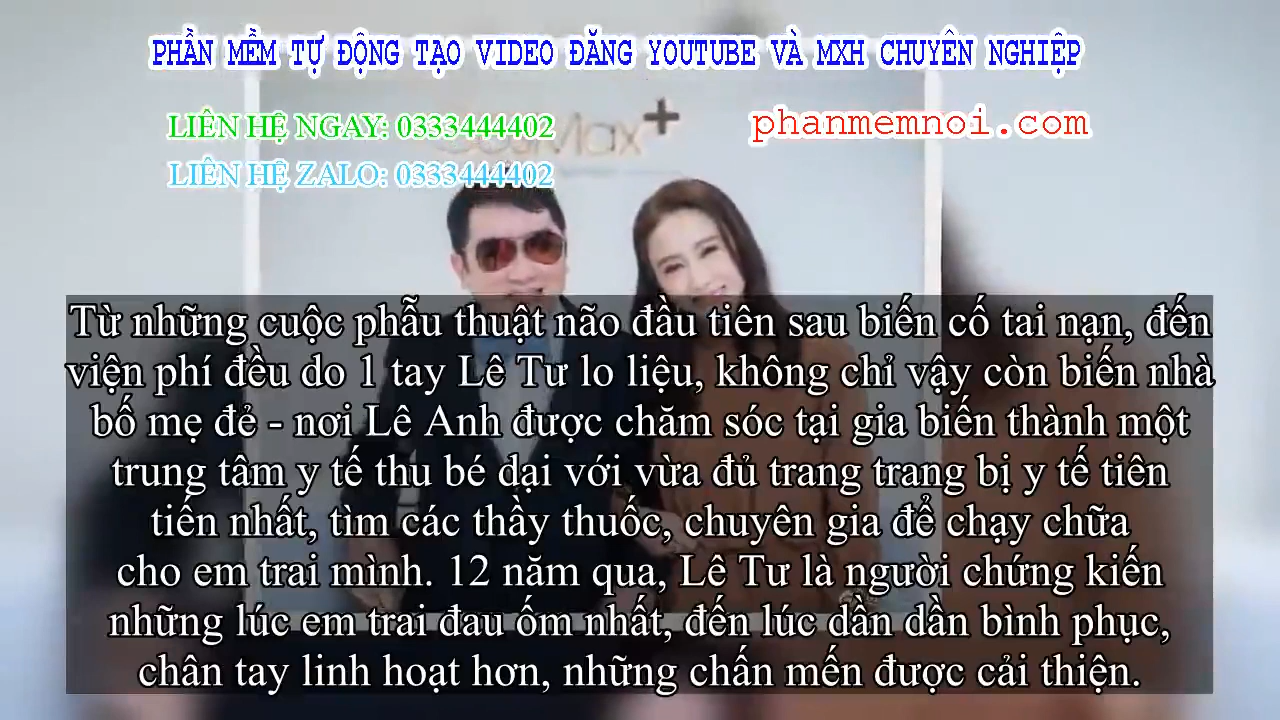 PHẦN MỀM TỰ ĐỘNG TẠO VIDEO ĐĂNG YOUTUBE VÀ MXH CHUYÊN NGHIỆP
LIÊN HỆ NGAY: 0333444402
phanmemnoi.com
Max+
LIÊN HỆ ZALO: 0333444402
Từ những cuộc phẫu thuật não đầu tiên sau biến cố tai nạn, đến
viện phí đều do 1 tay Lê Tư lo liệu, không chỉ vậy còn biến nhà
bố mẹ đẻ - nơi Lê Anh được chăm sóc tại gia biến thành một
trung tâm y tế thu bé dại với vừa đủ trang trang bị y tế tiên
tiến nhất, tìm các thầy thuốc, chuyên gia để chạy chữa
cho em trai mình. 12 năm qua, Lê Tư là người chứng kiến
những lúc em trai đau ốm nhất, đến lúc dần dần bình phục,
chân tay linh hoạt hơn, những chấn mến được cải thiện.